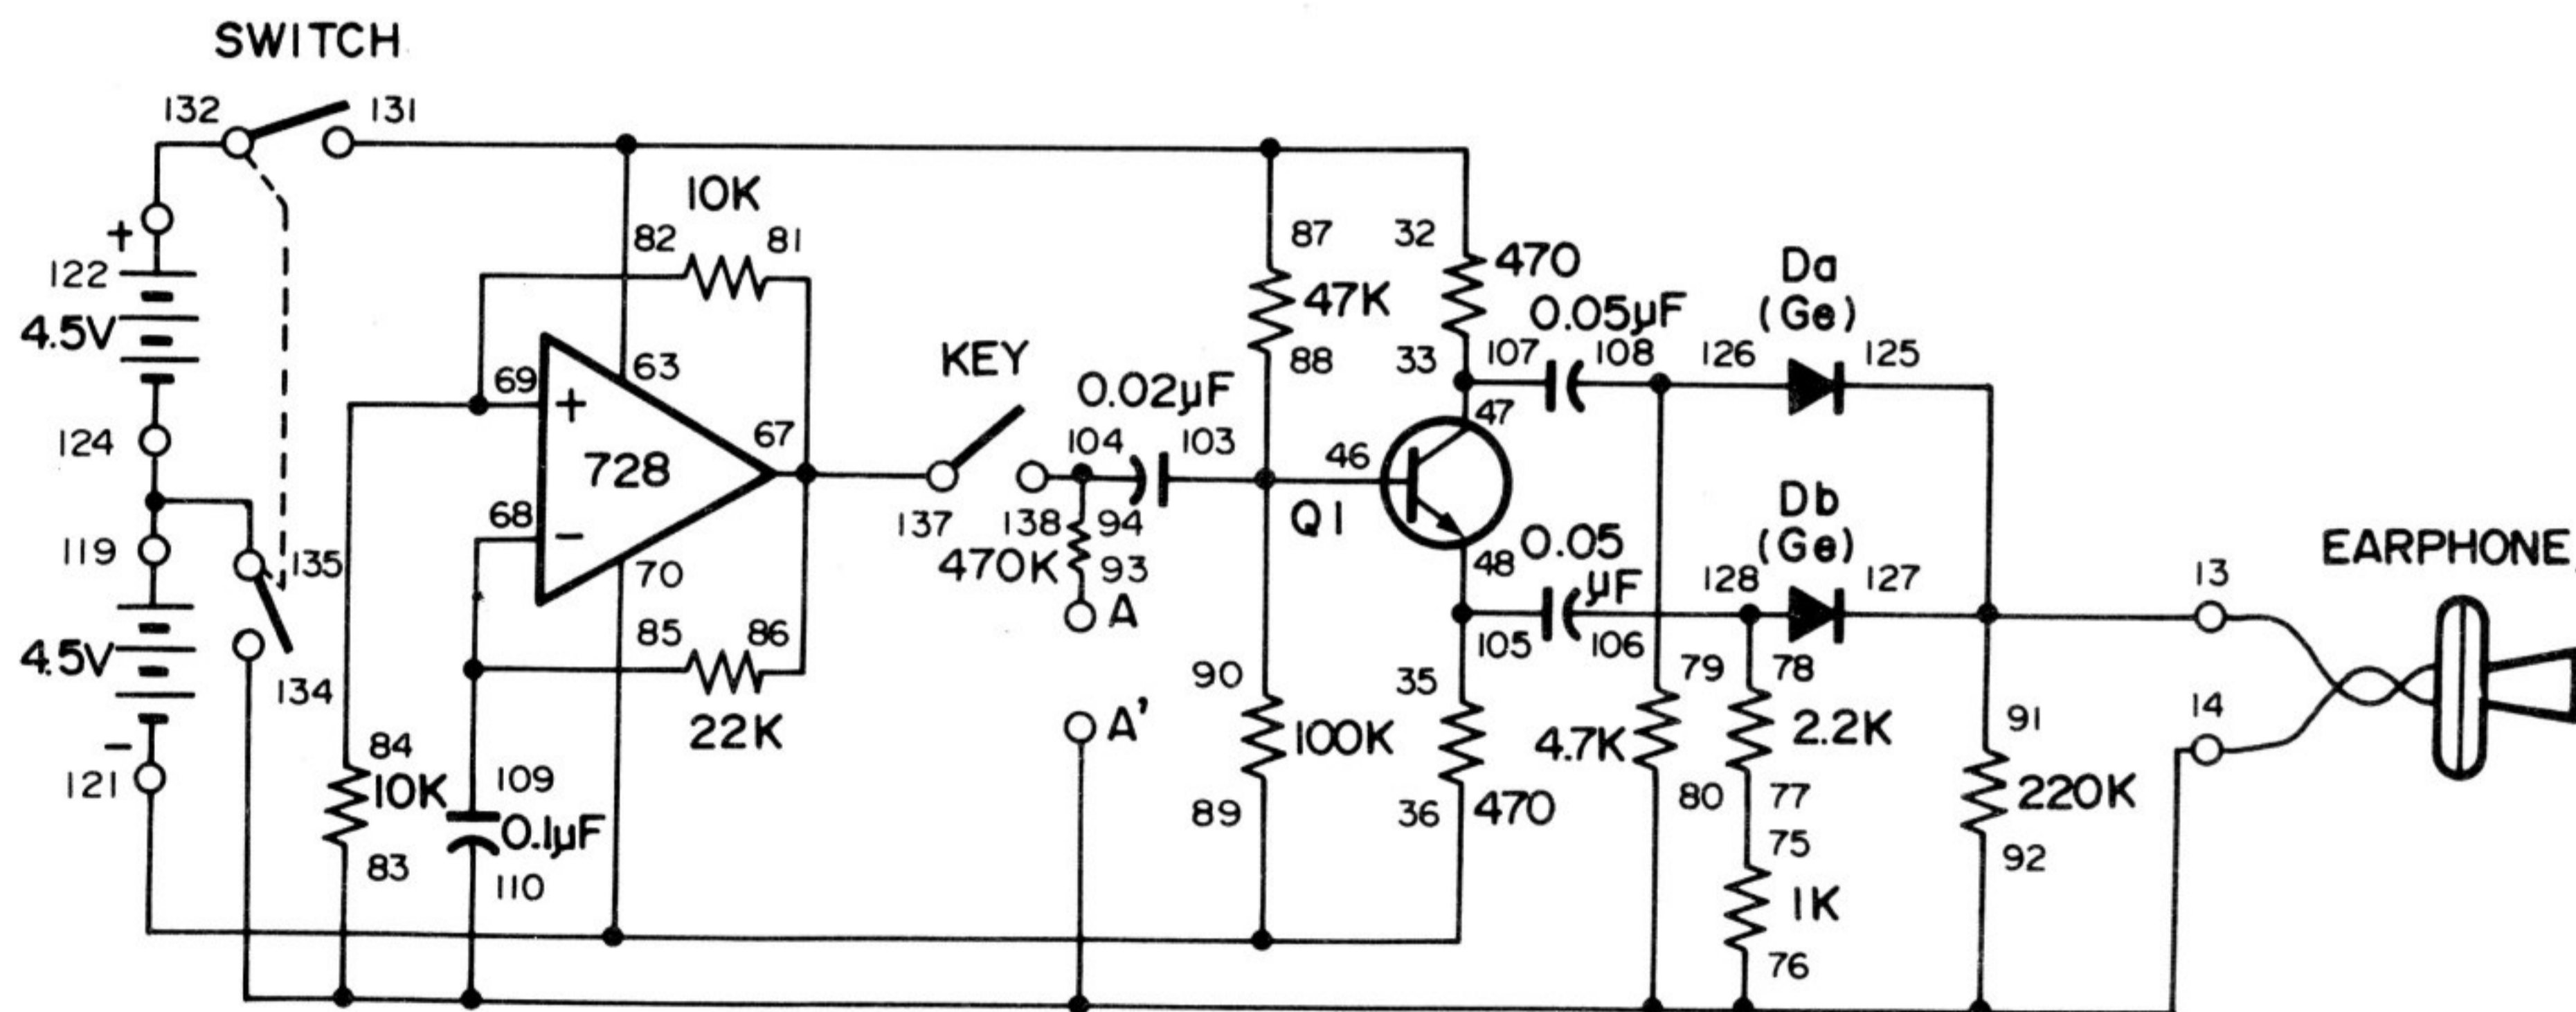 SWITCH
132
131
10K
82
81
+
122
4.5V
124
119
4.5V
-
121
135
134
69
+
63
728
67
68
-
70
85
86
22K
84
10K
83
109
0.1µF
110
KEY
137
138
0.02µF
104
103
94
470K
93
A
A'
87
47K
88
32
470
33
0.05µF
107
108
Da
(Ge)
126
125
46
47
Q1
48
0.05
µF
105
106
Db
(Ge)
128
127
90
100K
89
35
470
36
79
4.7K
80
78
2.2K
77
75
1K
76
91
220K
92
13
14
EARPHONE